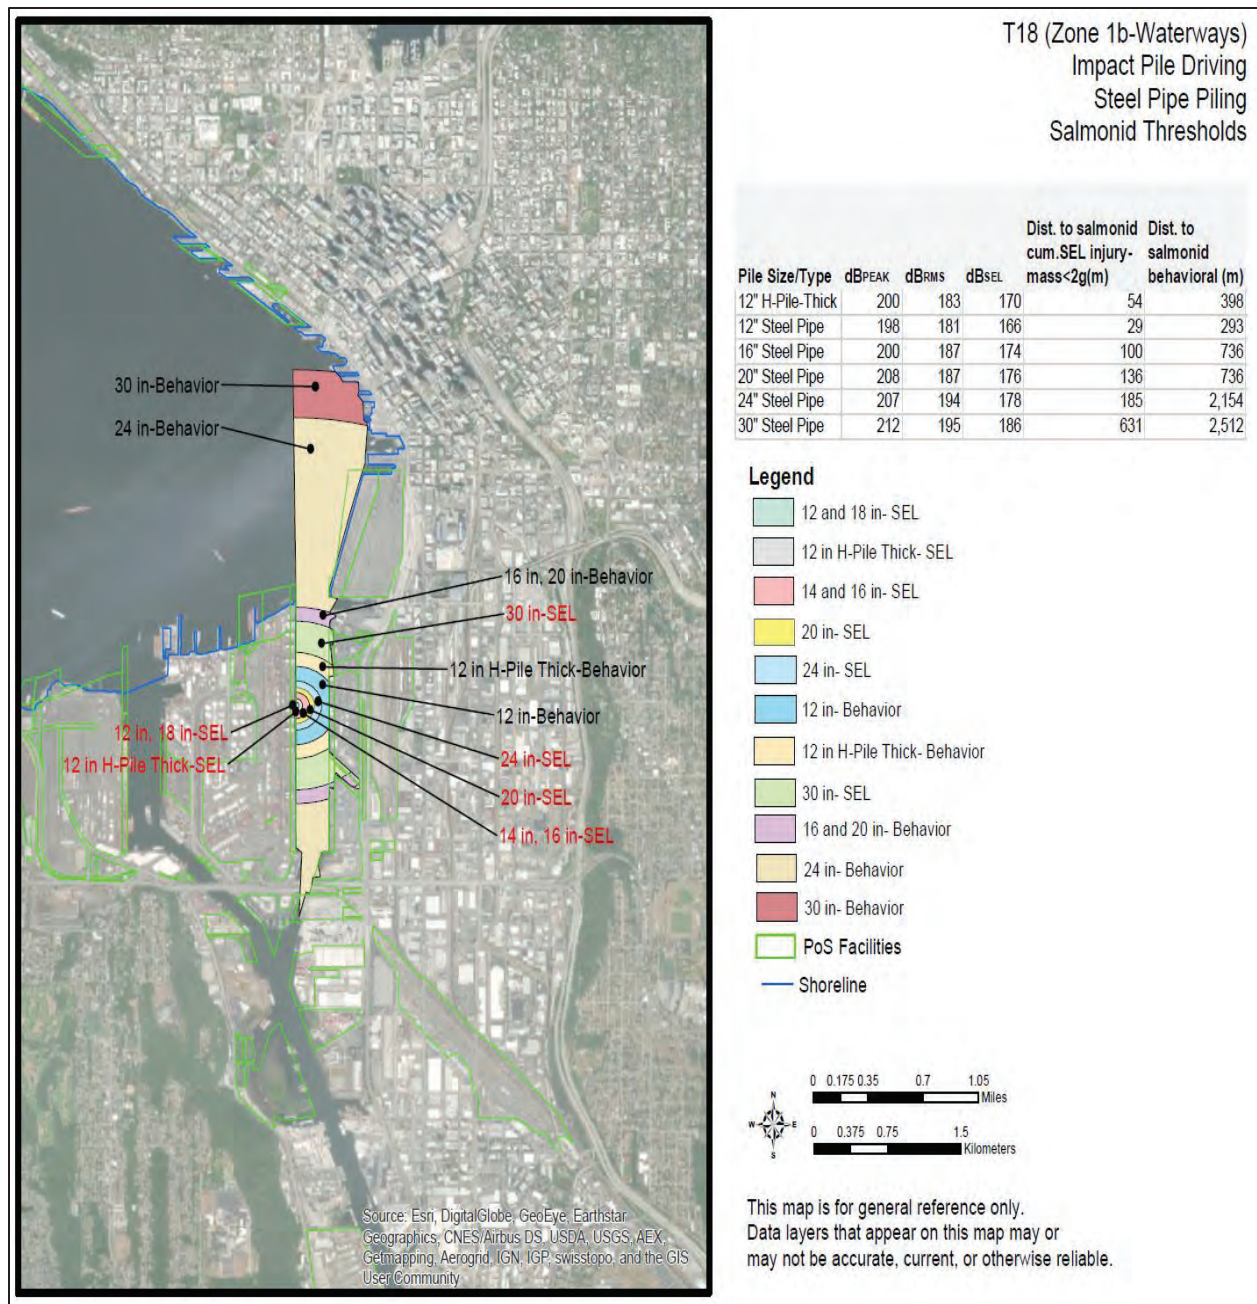 T18 (Zone 1b-Waterways)
Impact Pile Driving
Steel Pipe Piling
Salmonid Thresholds
Dist. to salmonid Dist. to
cum.SEL injury- salmonid
Pile Size/Type dBPEAK dBRMS dBSEL mass<2g(m) behavioral (m)
12" H-Pile-Thick 200 183 170 54 398
12" Steel Pipe 198 181 166 29 293
16" Steel Pipe 200 187 174 100 736
20" Steel Pipe 208 187 176 136 736
24" Steel Pipe 207 194 178 185 2,154
30" Steel Pipe 212 195 186 631 2,512
30 in-Behavior
24 in-Behavior
16 in, 20 in-Behavior
30 in-SEL
12 in H-Pile Thick-Behavior
12 in-Behavior
12 in, 18 in-SEL
12 in H-Pile Thick-SEL
24 in-SEL
20 in-SEL
14 in, 16 in-SEL
Legend
12 and 18 in- SEL
12 in H-Pile Thick- SEL
14 and 16 in- SEL
20 in- SEL
24 in- SEL
12 in- Behavior
12 in H-Pile Thick- Behavior
30 in- SEL
16 and 20 in- Behavior
24 in- Behavior
30 in- Behavior
PoS Facilities
Shoreline
N
W E
S
0 0.175 0.35 0.7 1.05
Miles
0 0.375 0.75 1.5
Kilometers
This map is for general reference only.
Data layers that appear on this map may or
may not be accurate, current, or otherwise reliable.
Source: Esri, DigitalGlobe, GeoEye, Earthstar
Geographics, CNES/Airbus DS, USDA, USGS, AEX,
Getmapping, Aerogrid, IGN, IGP, swisstopo, and the GIS
User Community